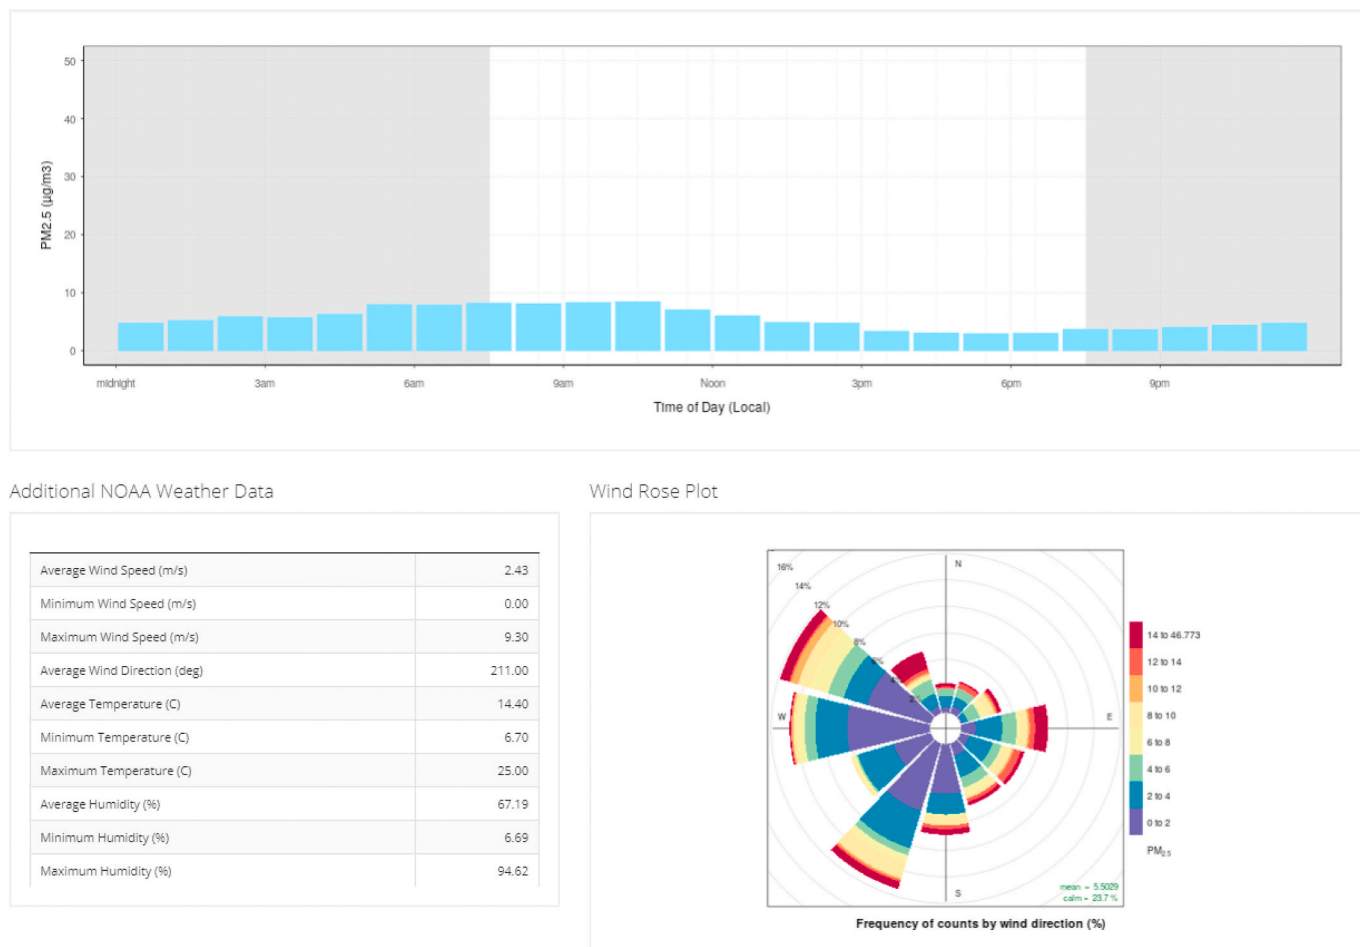 50
40
30
20
10
0
PM2.5 (µg/m3)
midnight 3am 6am 9am Noon 3pm 6pm 9pm
Time of Day (Local)
Additional NOAA Weather Data
Average Wind Speed (m/s) 2.43
Minimum Wind Speed (m/s) 0.00
Maximum Wind Speed (m/s) 9.30
Average Wind Direction (deg) 211.00
Average Temperature (C) 14.40
Minimum Temperature (C) 6.70
Maximum Temperature (C) 25.00
Average Humidity (%) 67.19
Minimum Humidity (%) 6.69
Maximum Humidity (%) 94.62
Wind Rose Plot
16%
14%
12%
10%
8%
6%
4%
2%
N
W
E
S
14 to 46.773
12 to 14
10 to 12
8 to 10
6 to 8
4 to 6
2 to 4
0 to 2
PM2.5
mean = 5.5029
calm = 23.7 %
Frequency of counts by wind direction (%)